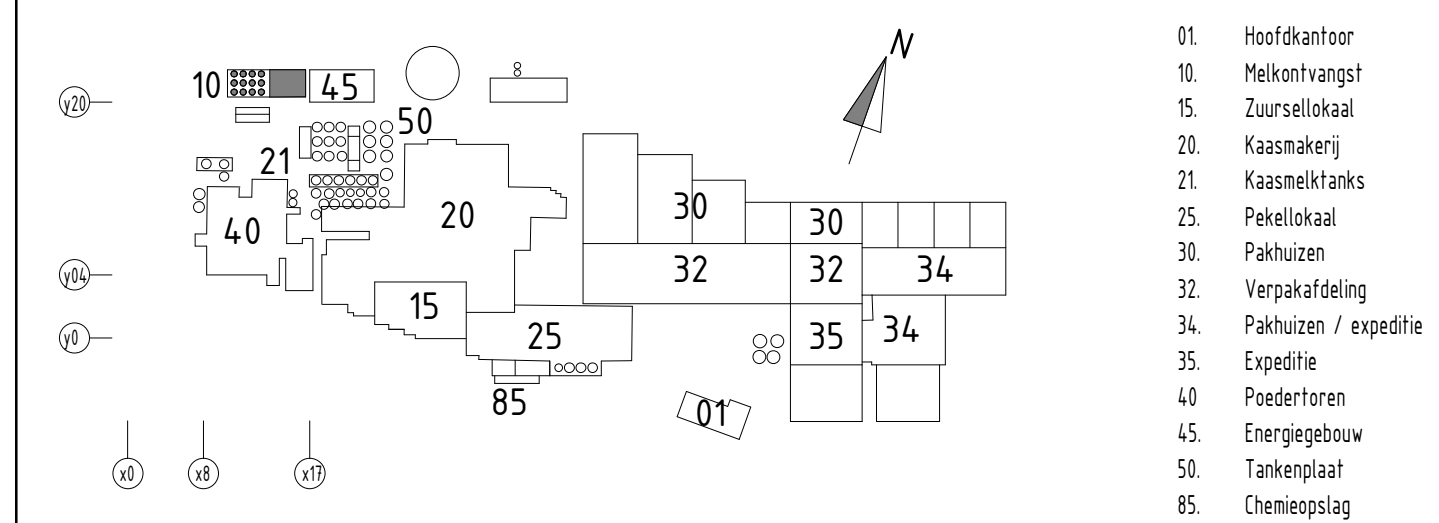 N
10
45
y20
50
21
30
30
20
40
32
32
34
y04
15
25
35
34
y0
85
01
x0
x8
x17
01. Hoofdkantoor
10. Melkontvangst
15. Zuursellokaal
20. Kaasmakerij
21. Kaasmelktanks
25. Pekellokaal
30. Pakhuizen
32. Verpakafdeling
34. Pakhuizen / expeditie
35. Expeditie
40 Poedertoren
45. Energiegebouw
50. Tankenplaat
85. Chemieopslag